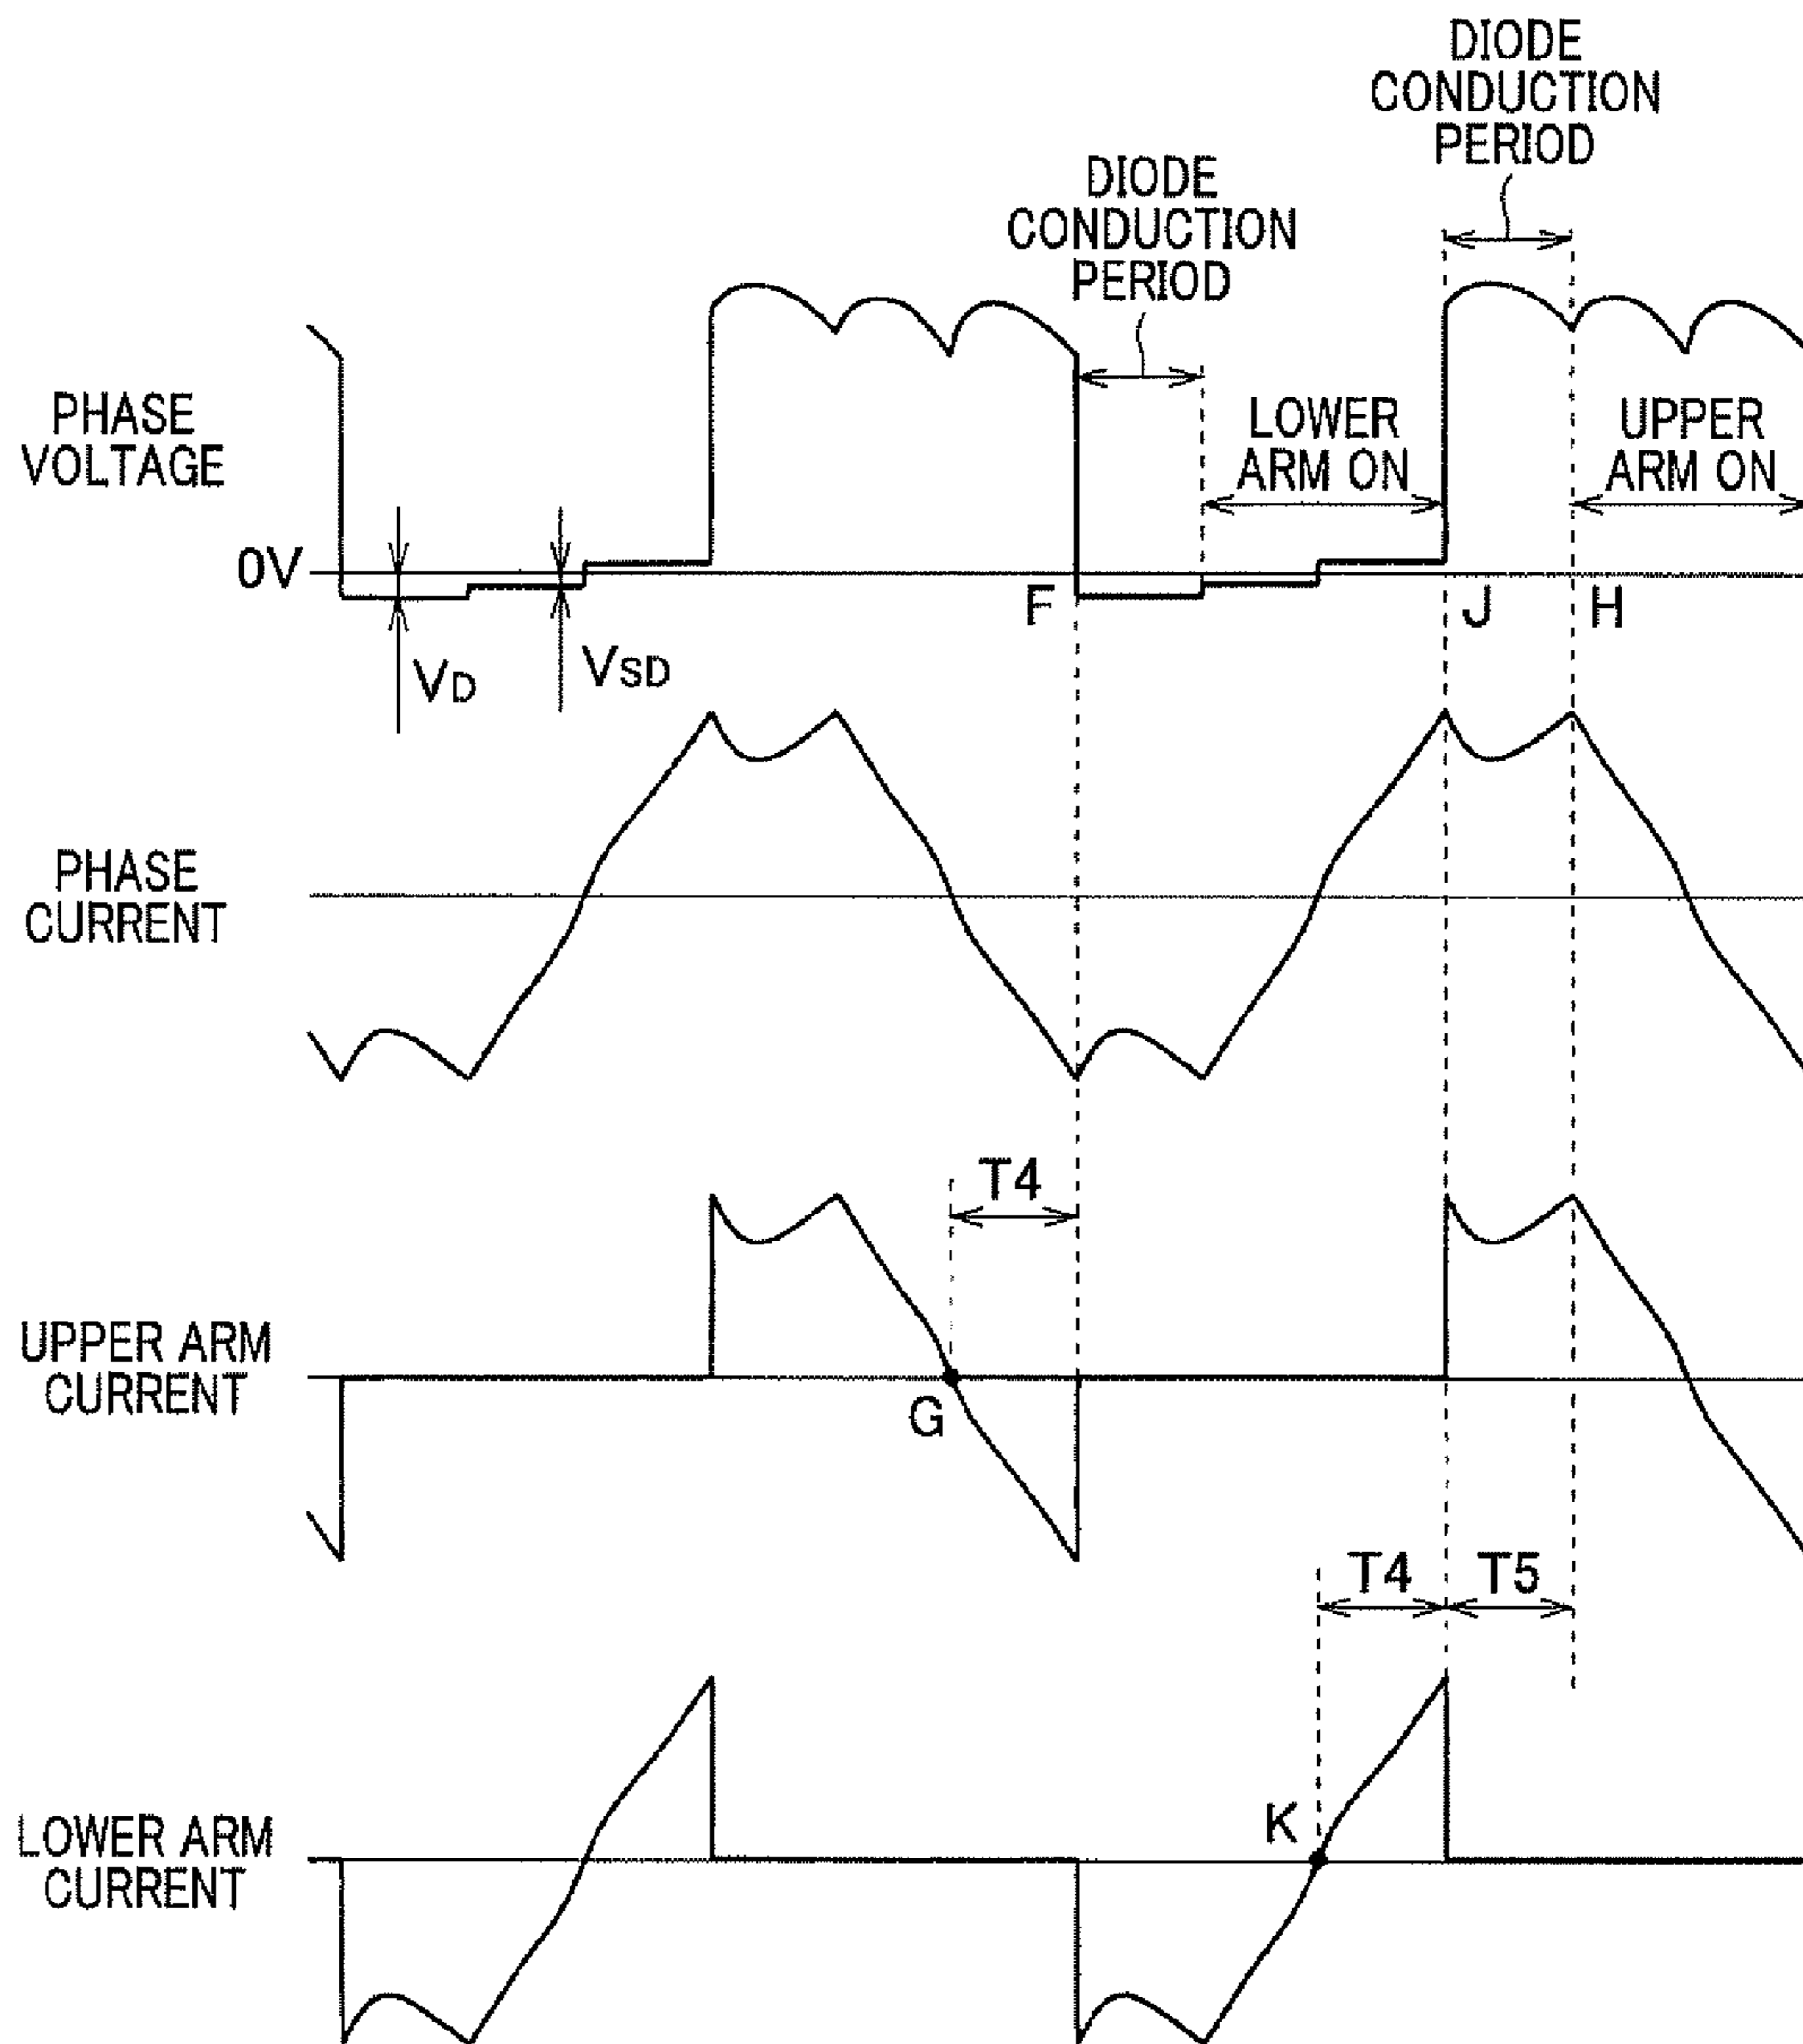 DIODE
CONDUCTION
PERIOD
DIODE
CONDUCTION
PERIOD
PHASE
VOLTAGE
LOWER
ARM ON
UPPER
ARM ON
0V
F
J
H
VD
VSD
PHASE
CURRENT
T4
UPPER ARM
CURRENT
G
T4
T5
K
LOWER ARM
CURRENT